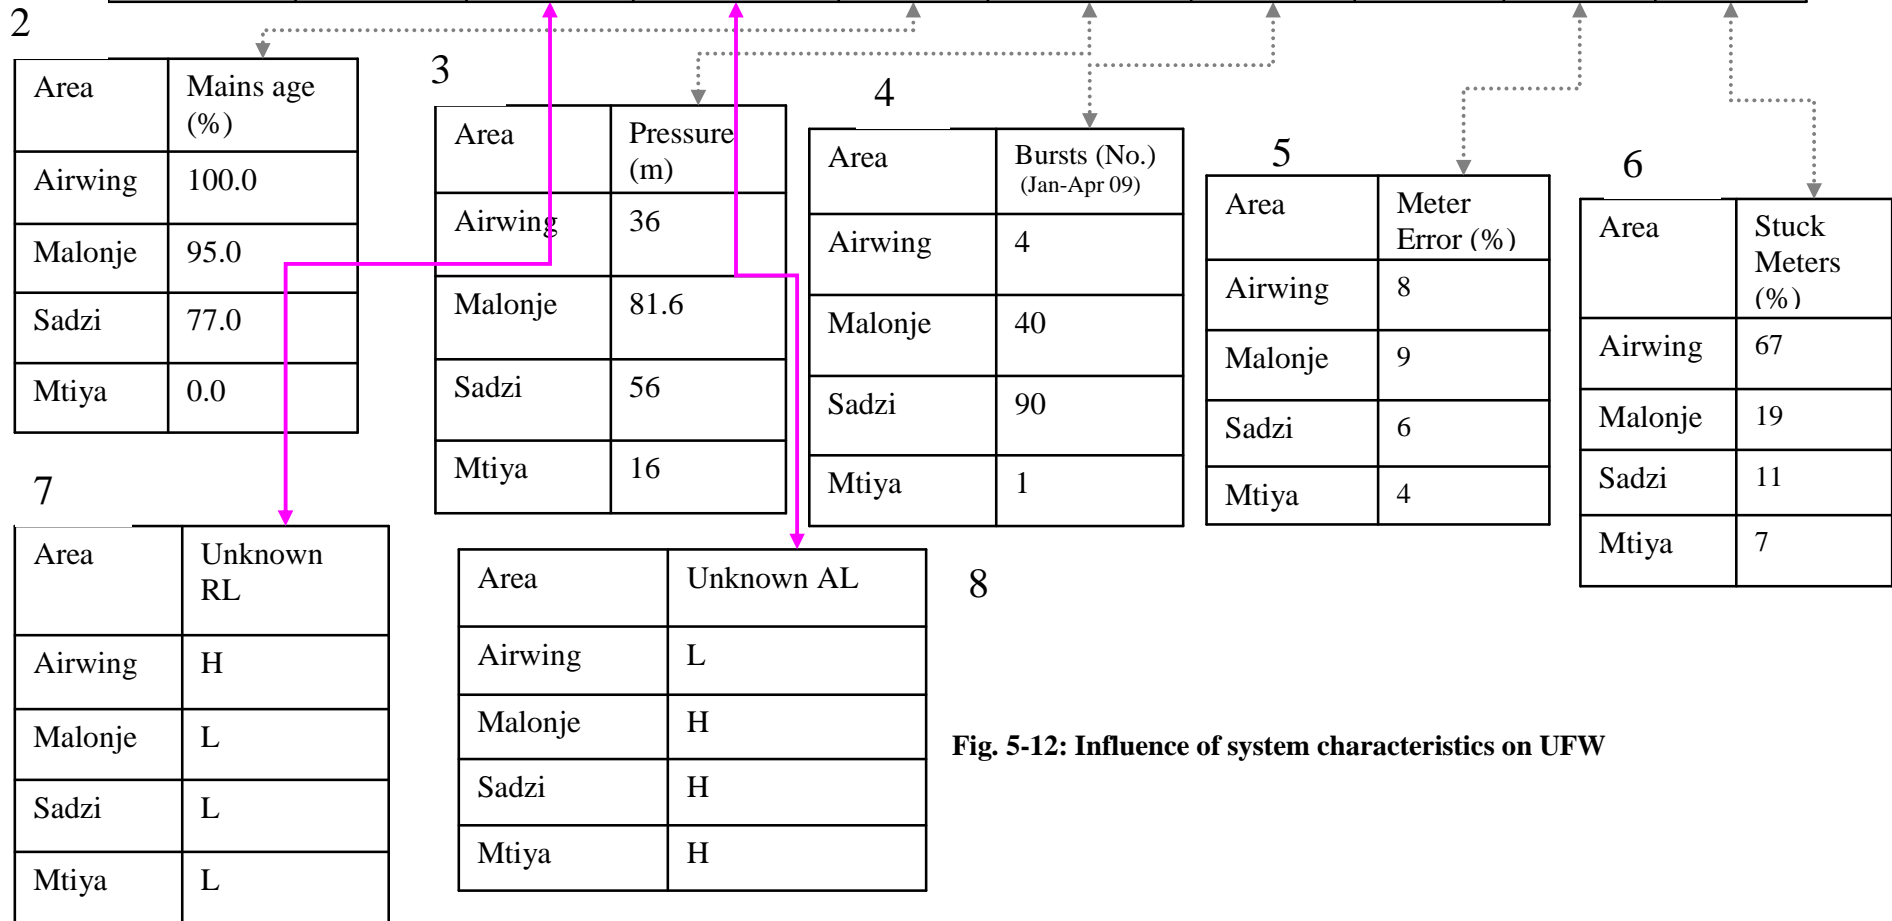 2
Area Mains age
(%)
Airwing 100.0
Malonje 95.0
Sadzi 77.0
Mtiya 0.0
3
Area Pressure
(m)
Airwing 36
Malonje 81.6
Sadzi 56
Mtiya 16
4
Area Bursts (No.)
(Jan-Apr 09)
Airwing 4
Malonje 40
Sadzi 90
Mtiya 1
5
Area Meter
Error (%)
Airwing 8
Malonje 9
Sadzi 6
Mtiya 4
6
Area Stuck
Meters
(%)
Airwing 67
Malonje 19
Sadzi 11
Mtiya 7
7
Area Unknown
RL
Airwing H
Malonje L
Sadzi L
Mtiya L
8
Area Unknown AL
Airwing L
Malonje H
Sadzi H
Mtiya H
Fig. 5-12: Influence of system characteristics on UFW